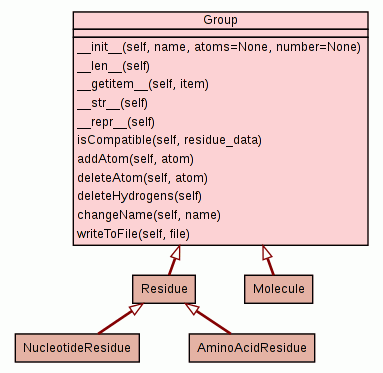 Group
__init__(self, name, atoms=None, number=None)
__len__(self)
__getitem__(self, item)
__str__(self)
__repr__(self)
isCompatible(self, residue_data)
addAtom(self, atom)
deleteAtom(self, atom)
deleteHydrogens(self)
changeName(self, name)
writeToFile(self, file)
Residue
Molecule
NucleotideResidue
AminoAcidResidue